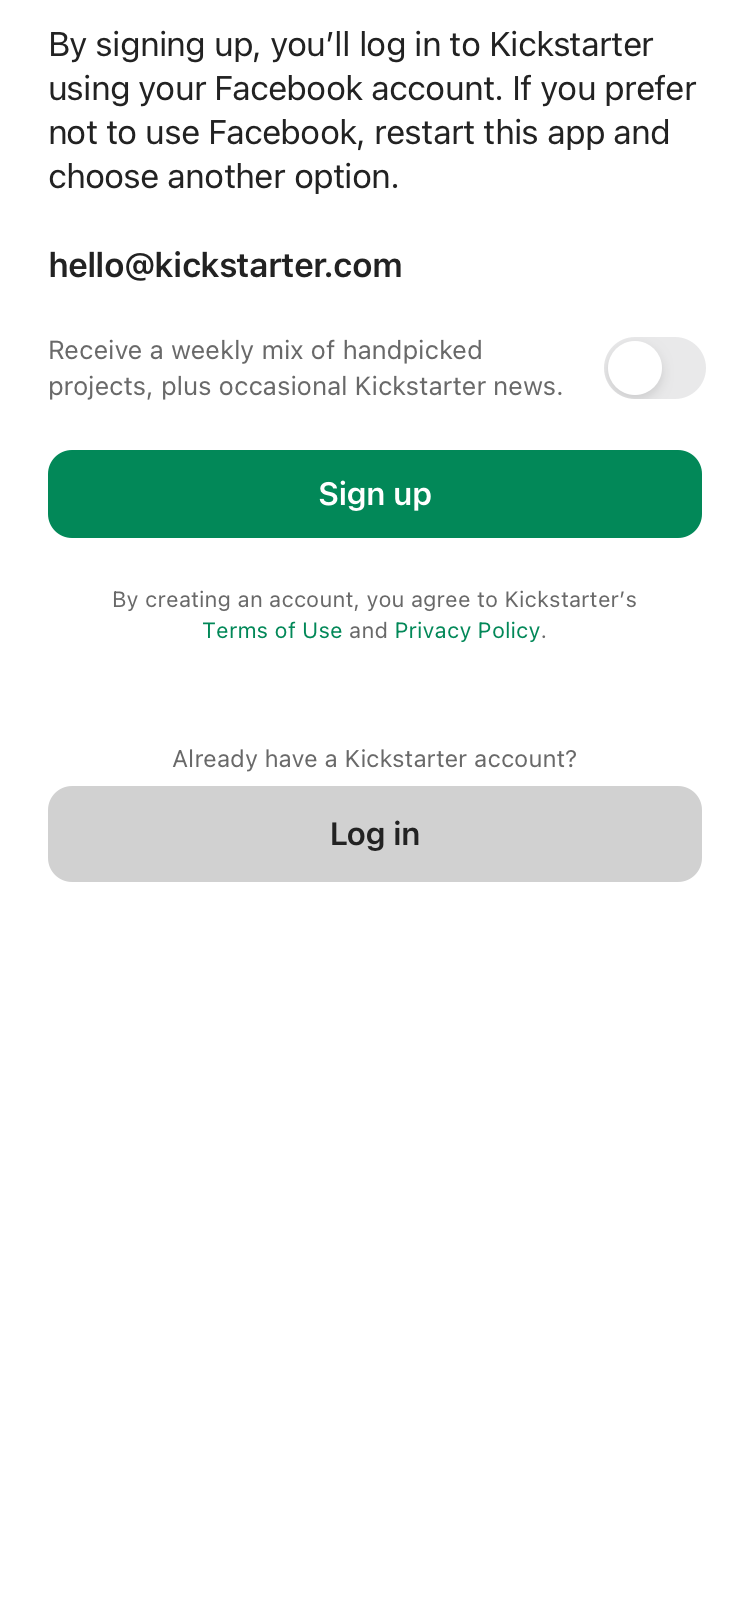 By signing up, you’ll log in to Kickstarter
using your Facebook account. If you prefer
not to use Facebook, restart this app and
choose another option.
hello@kickstarter.com
Receive a weekly mix of handpicked
projects, plus occasional Kickstarter news.
Sign up
By creating an account, you agree to Kickstarter’s
Terms of Use and Privacy Policy.
Already have a Kickstarter account?
Log in